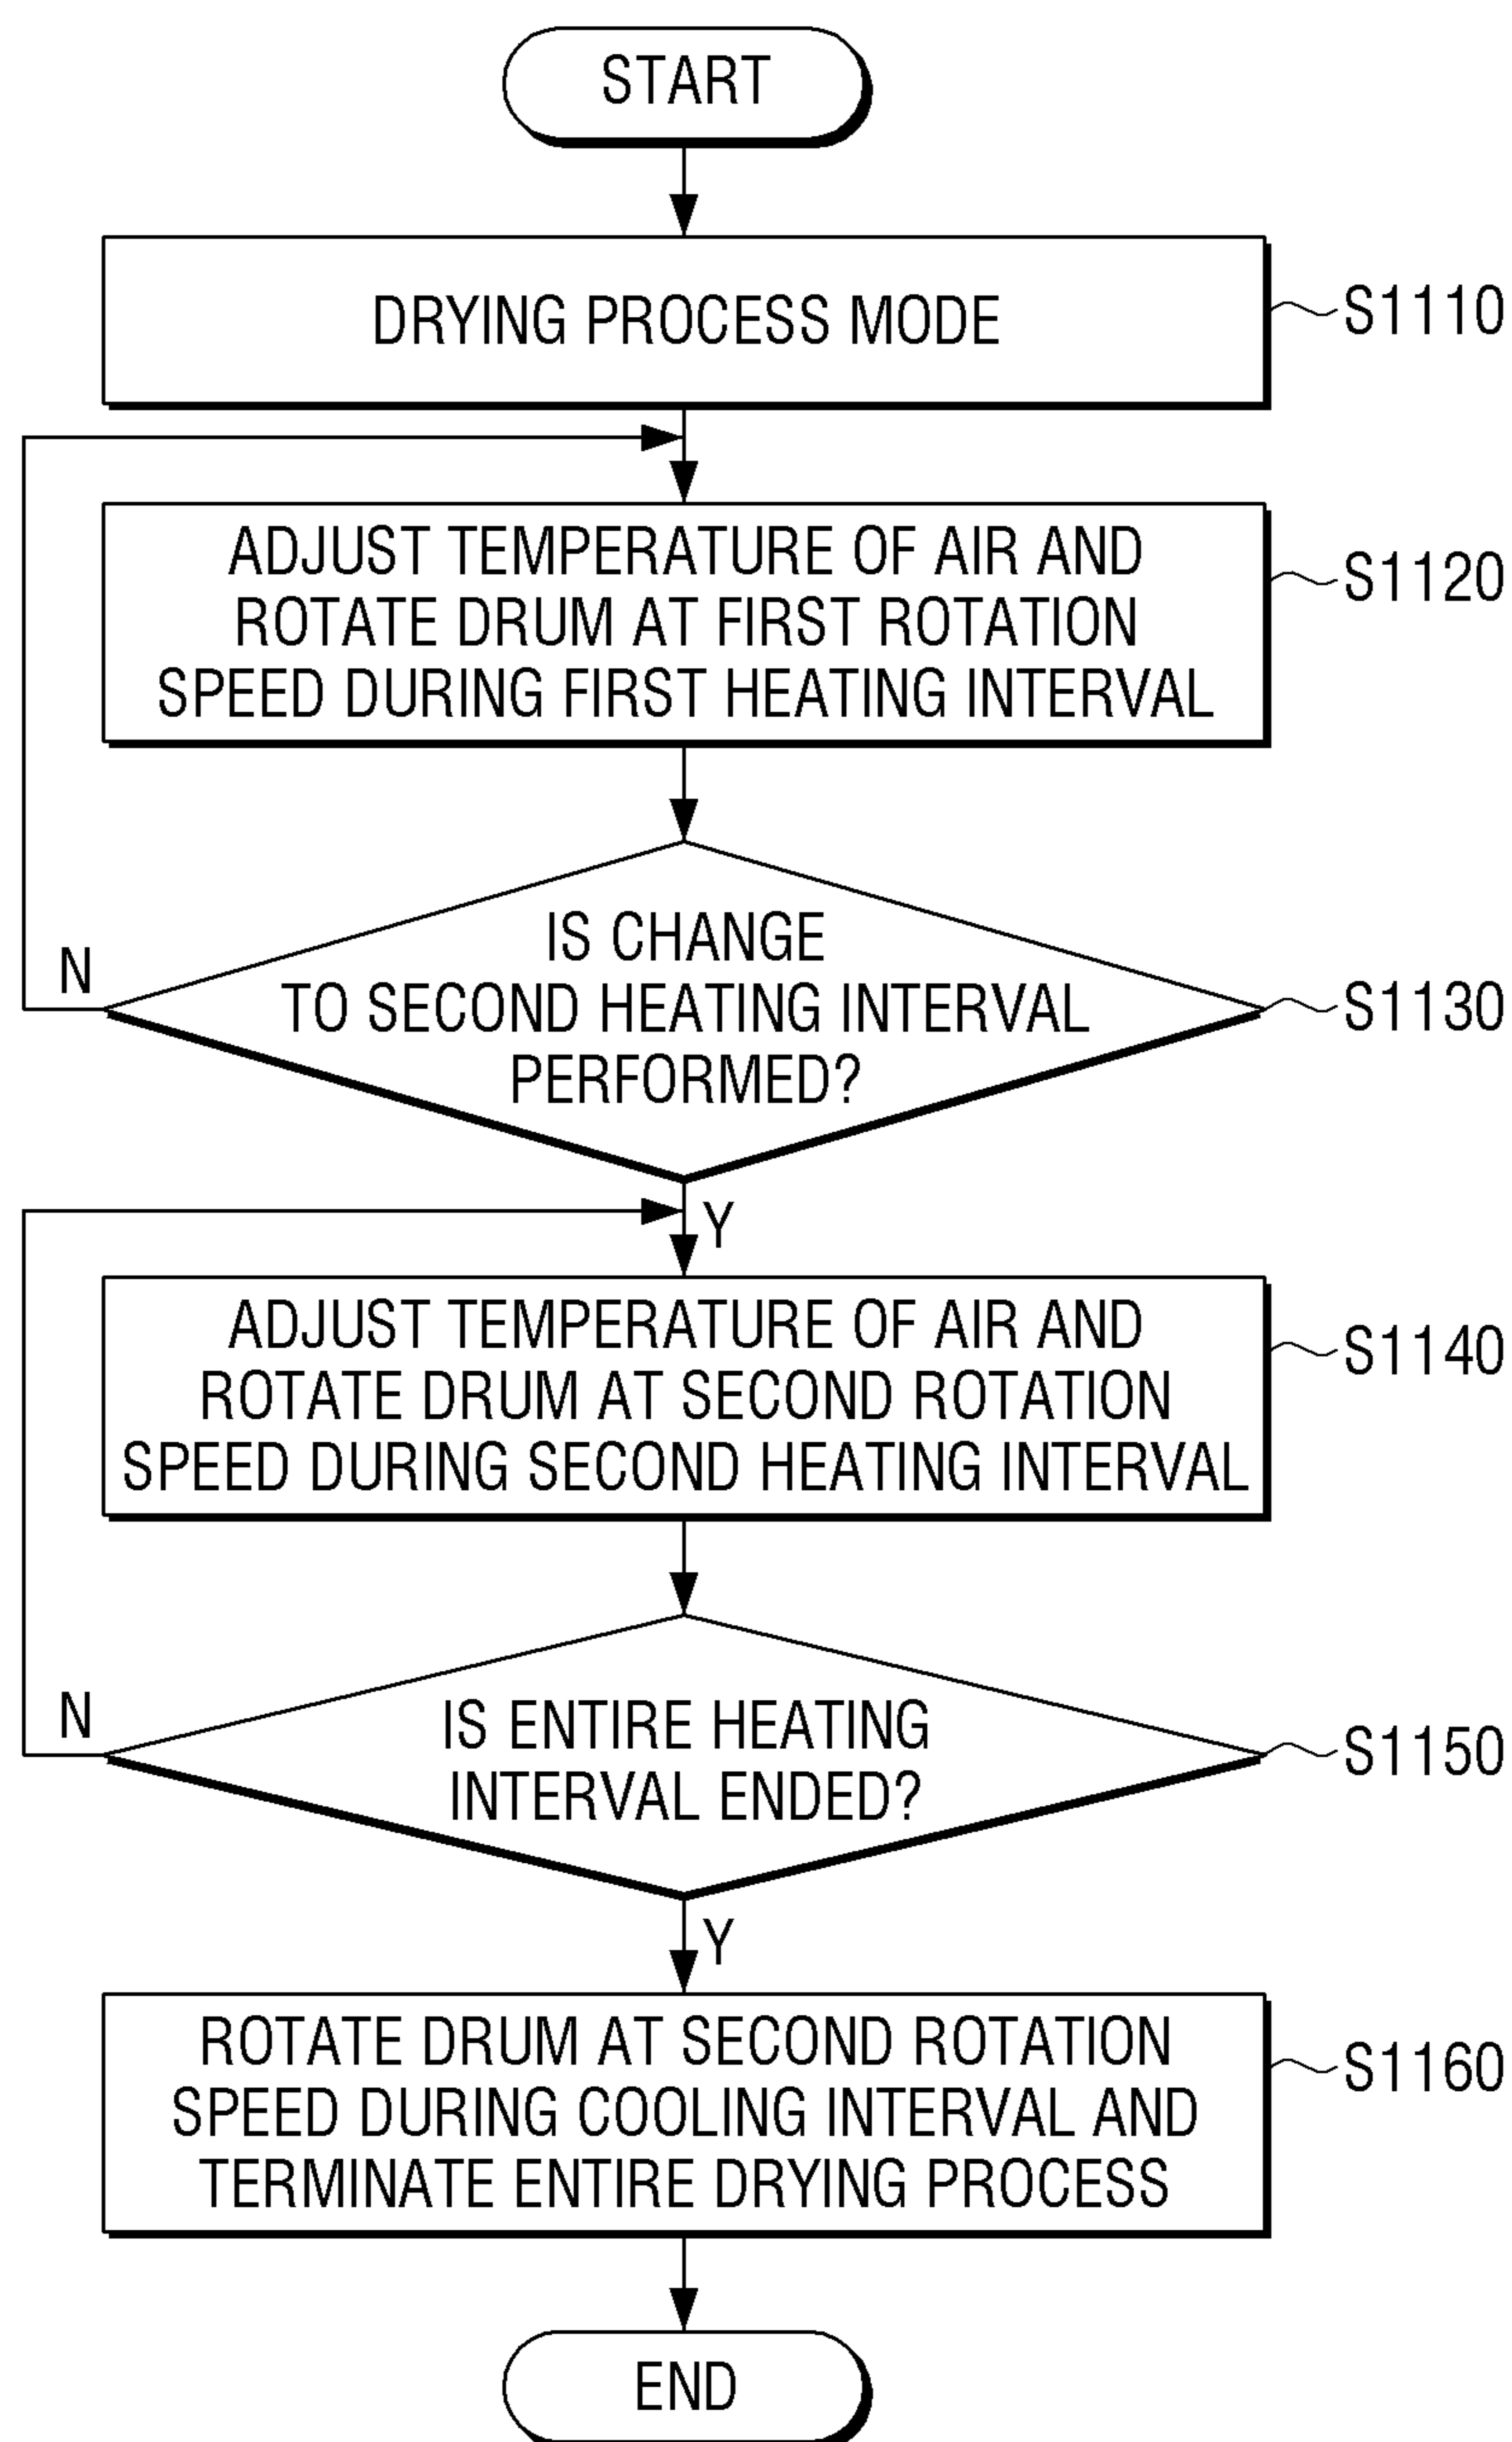 START
DRYING PROCESS MODE
S1110
ADJUST TEMPERATURE OF AIR AND
ROTATE DRUM AT FIRST ROTATION
SPEED DURING FIRST HEATING INTERVAL
S1120
IS CHANGE
TO SECOND HEATING INTERVAL
PERFORMED?
S1130
N
Y
ADJUST TEMPERATURE OF AIR AND
ROTATE DRUM AT SECOND ROTATION
SPEED DURING SECOND HEATING INTERVAL
S1140
IS ENTIRE HEATING
INTERVAL ENDED?
S1150
N
Y
ROTATE DRUM AT SECOND ROTATION
SPEED DURING COOLING INTERVAL AND
TERMINATE ENTIRE DRYING PROCESS
S1160
END